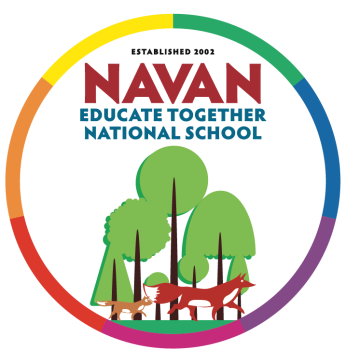 ESTABLISHED 2002
NAVAN
EDUCATE TOGETHER
NATIONAL SCHOOL